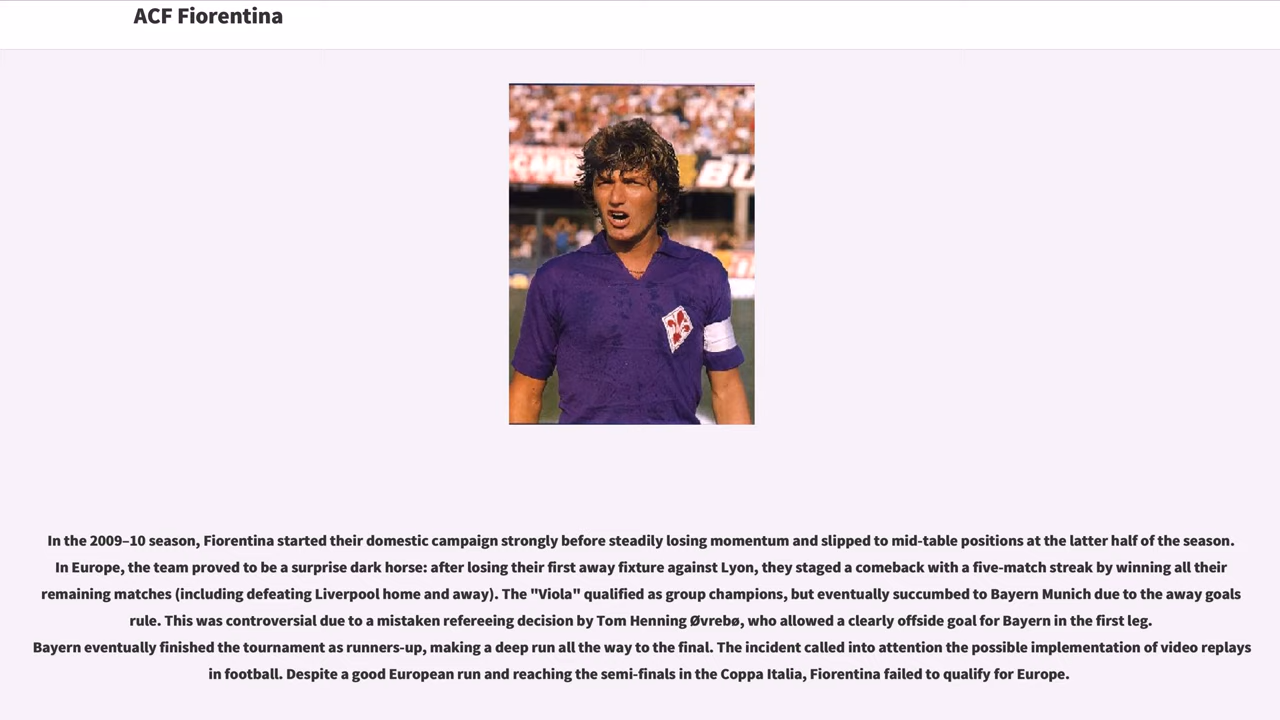 ACF Fiorentina
In the 2009–10 season, Fiorentina started their domestic campaign strongly before steadily losing momentum and slipped to mid-table positions at the latter half of the season.
In Europe, the team proved to be a surprise dark horse: after losing their first away fixture against Lyon, they staged a comeback with a five-match streak by winning all their
remaining matches (including defeating Liverpool home and away). The "Viola" qualified as group champions, but eventually succumbed to Bayern Munich due to the away goals
rule. This was controversial due to a mistaken refereeing decision by Tom Henning Øvrebø, who allowed a clearly offside goal for Bayern in the first leg.
Bayern eventually finished the tournament as runners-up, making a deep run all the way to the final. The incident called into attention the possible implementation of video replays
in football. Despite a good European run and reaching the semi-finals in the Coppa Italia, Fiorentina failed to qualify for Europe.